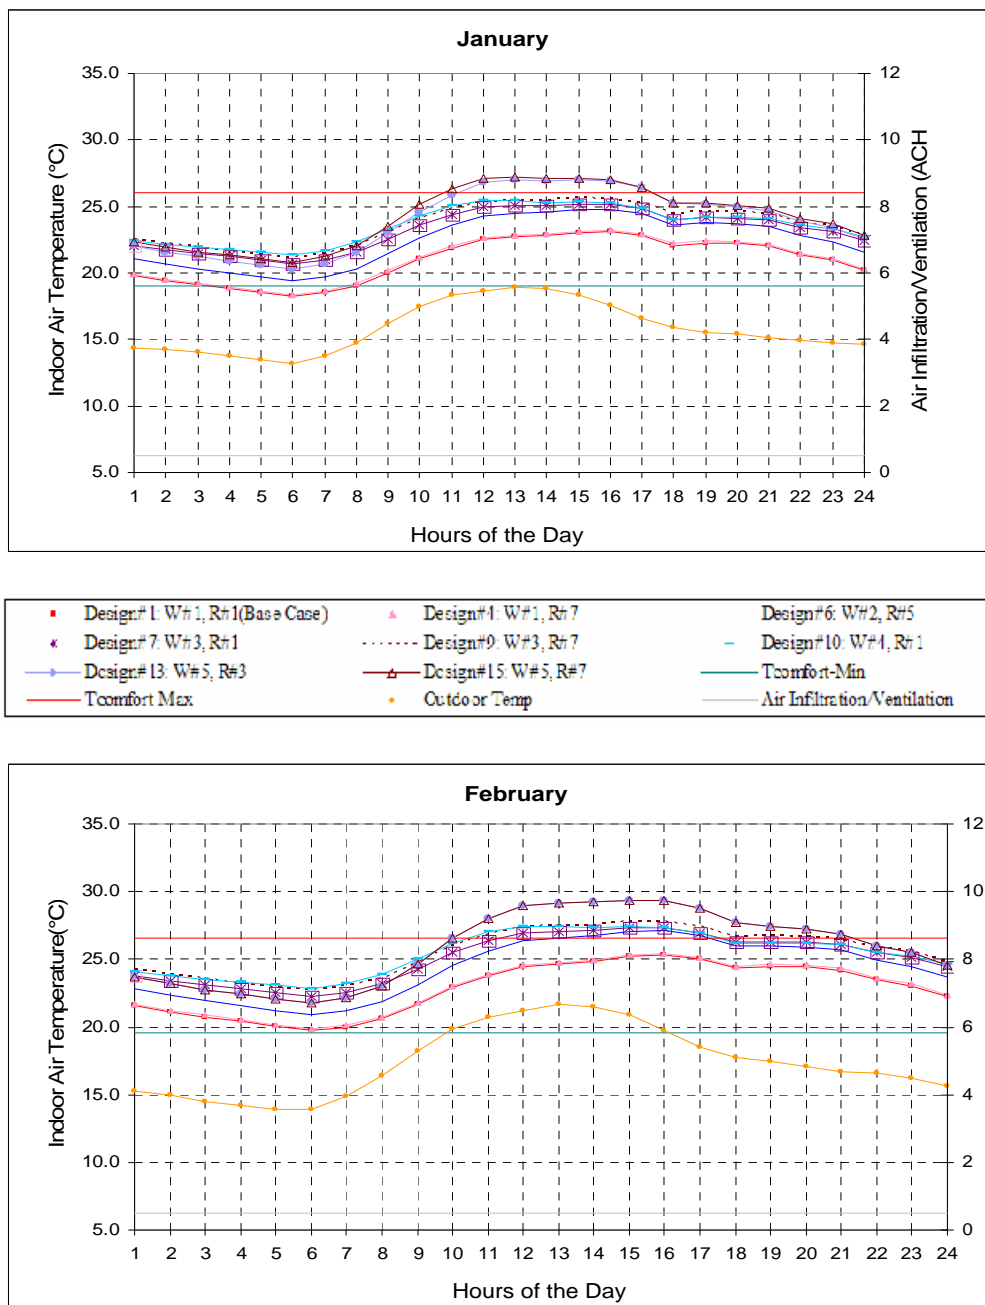 January
Indoor Air Temperature (°C)
35.0
30.0
25.0
20.0
15.0
10.0
5.0
12
10
8
6
4
2
0
Air Infiltration/Ventilation (ACH
1 2 3 4 5 6 7 8 9 10 11 12 13 14 15 16 17 18 19 20 21 22 23 24
Hours of the Day
Design#1: W#1, R#1(Base Case) Design#4: W#1, R#7 Design#6: W#2, R#5
Design#7: W#3, R#1 Design#9: W#3, R#7 Design#10: W#4, R#1
Design#13: W#5, R#3 Design#15: W#5, R#7 Tcomfort-Min
Tcomfort Max Outdoor Temp Air Infiltration/Ventilation
February
Indoor Air Temperature(°C)
35.0
30.0
25.0
20.0
15.0
10.0
5.0
12
10
8
6
4
2
0
1 2 3 4 5 6 7 8 9 10 11 12 13 14 15 16 17 18 19 20 21 22 23 24
Hours of the Day